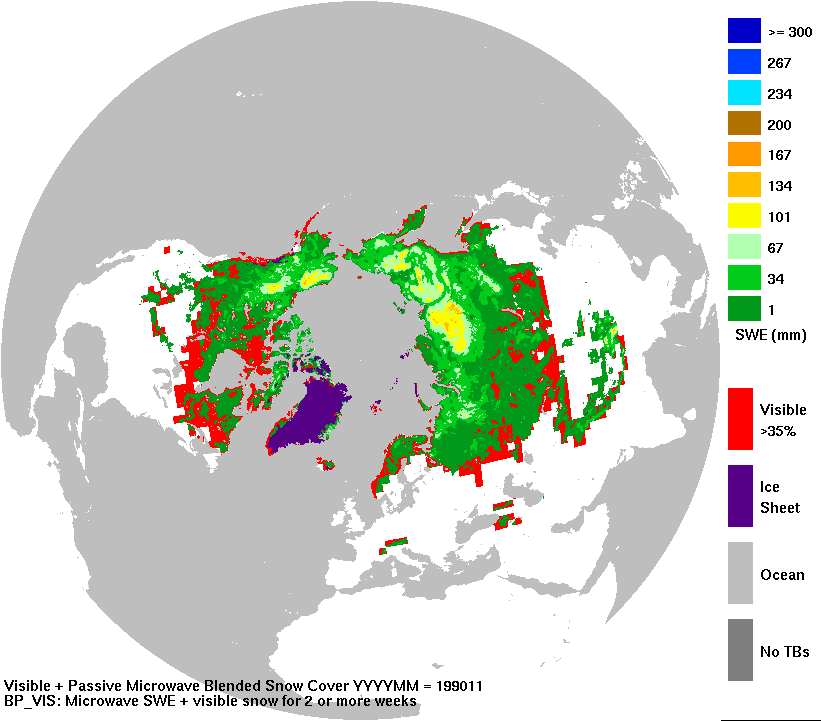 >= 300
267
234
200
167
134
101
67
34
1
SWE (mm)
Visible
>35%
Ice
Sheet
Ocean
No TBs
Visible + Passive Microwave Blended Snow Cover YYYYMM = 199011
BP_VIS: Microwave SWE + visible snow for 2 or more weeks